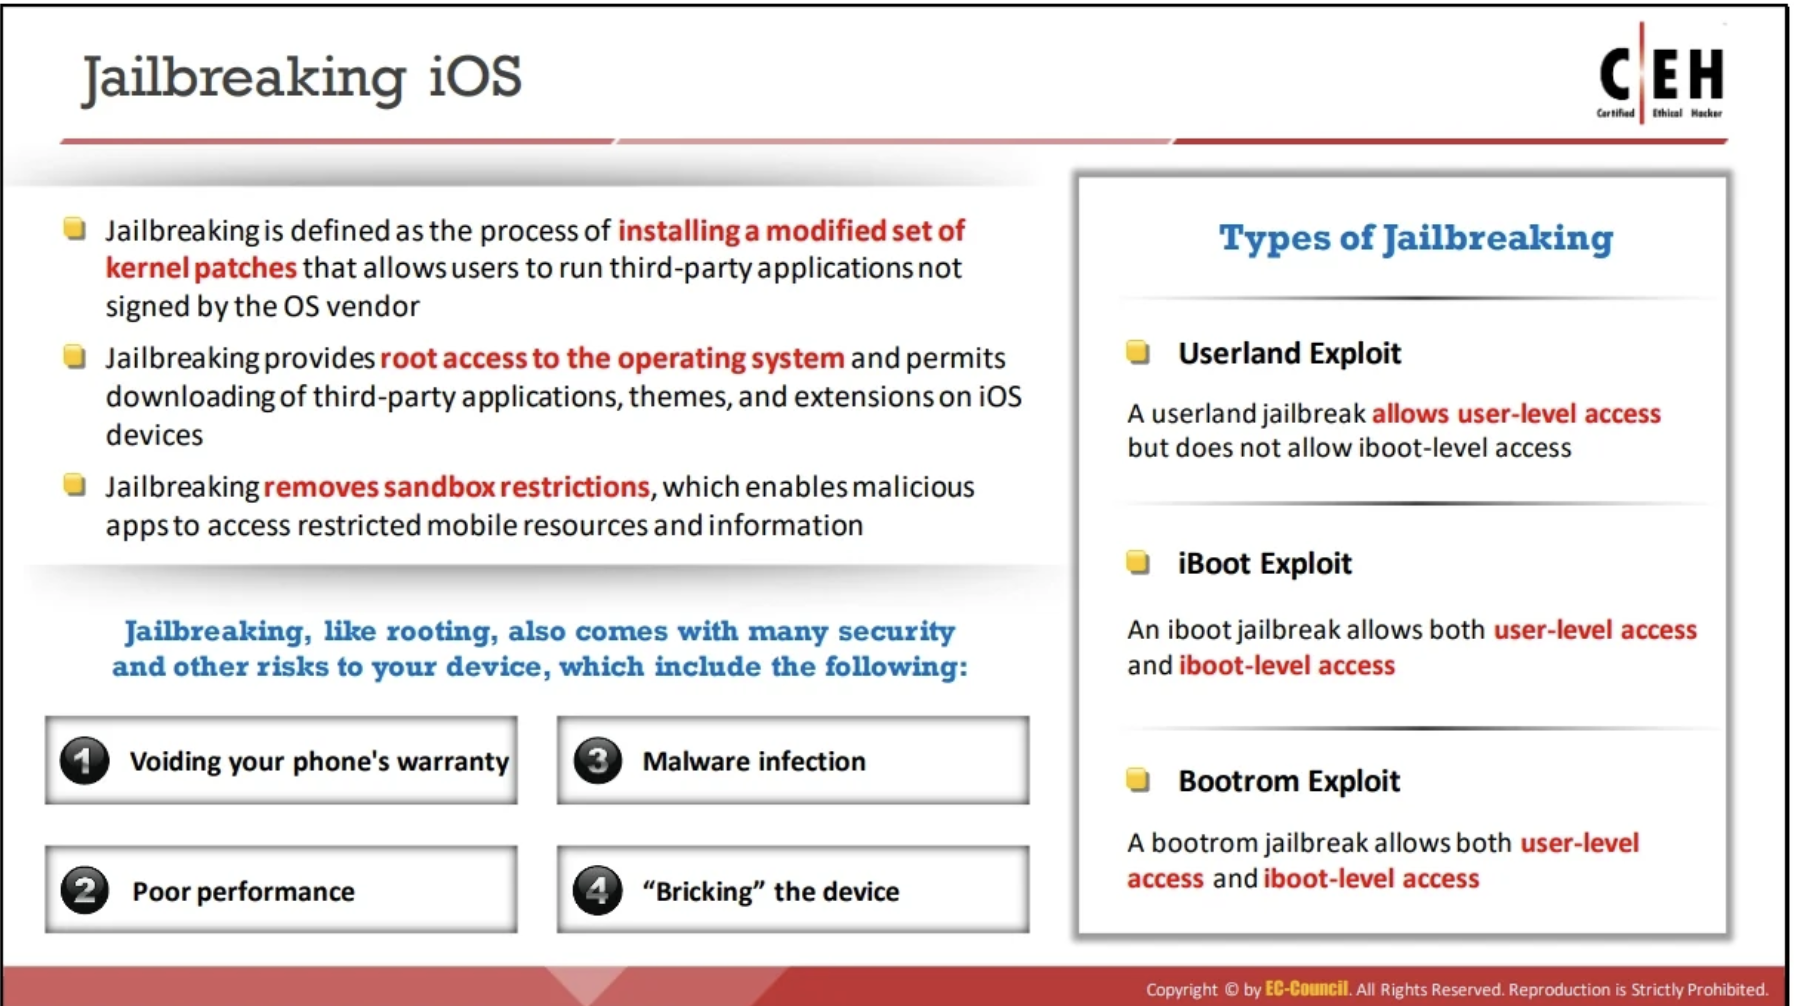 Jailbreaking iOS
C|EH
Certified Ethical Hacker
Jailbreaking is defined as the process of installing a modified set of
kernel patches that allows users to run third-party applications not
signed by the OS vendor
Jailbreaking provides root access to the operating system and permits
downloading of third-party applications, themes, and extensions on iOS
devices
Jailbreaking removes sandbox restrictions, which enables malicious
apps to access restricted mobile resources and information
Jailbreaking, like rooting, also comes with many security
and other risks to your device, which include the following:
1 Voiding your phone's warranty
2 Poor performance
3 Malware infection
4 “Bricking” the device
Types of Jailbreaking
Userland Exploit
A userland jailbreak allows user-level access
but does not allow iboot-level access
iBoot Exploit
An iboot jailbreak allows both user-level access
and iboot-level access
Bootrom Exploit
A bootrom jailbreak allows both user-level
access and iboot-level access
Copyright © by EC-Council. All Rights Reserved. Reproduction is Strictly Prohibited.